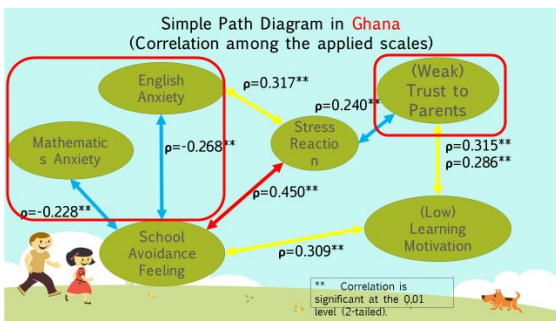 Simple Path Diagram in Ghana
(Correlation among the applied scales)
English
Anxiety
ρ=0.317**
(Weak)
Trust to
Parents
ρ=0.240**
Stress
Reactio
n
Mathematic
s Anxiety
ρ=-0.268**
ρ=0.315**
ρ=0.286**
ρ=0.450**
ρ=-0.228**
(Low)
Learning
Motivation
School
Avoidance
Feeling
ρ=0.309**
** Correlation is
significant at the 0.01
level (2-tailed).